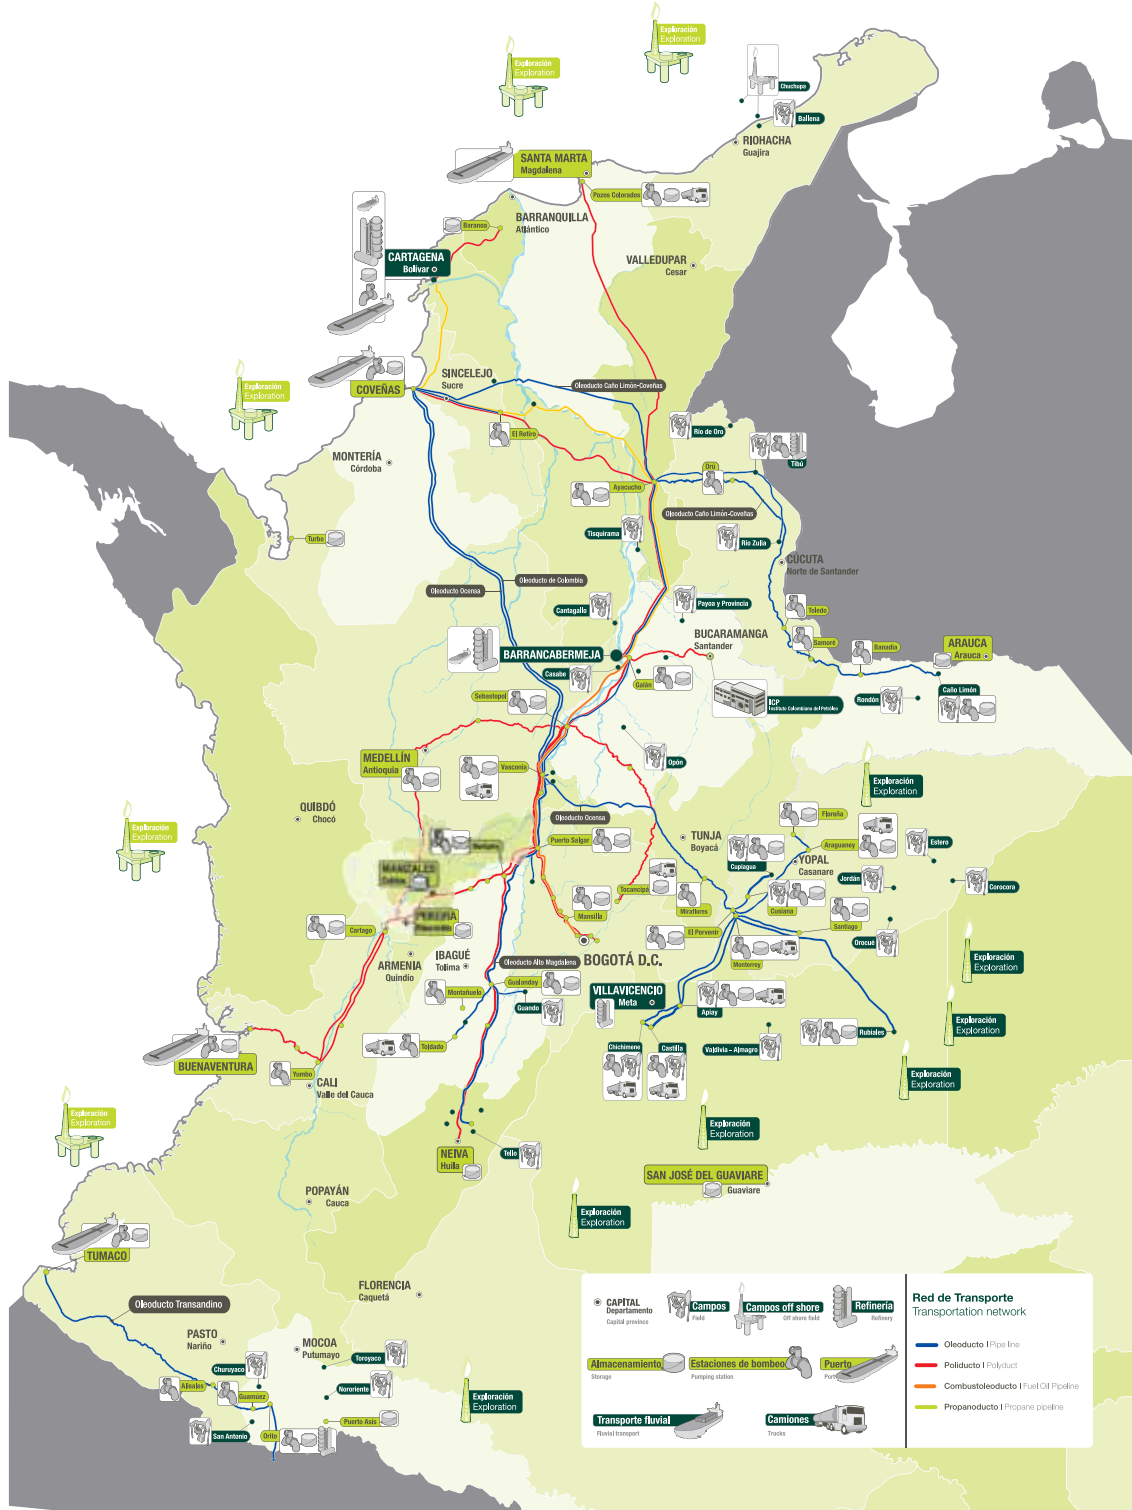 Exploración
Exploration
Exploración
Exploration
Chuchupa
Ballena
RIOHACHA
Guajira
SANTA MARTA
Magdalena
Pozos Colorados
BARRANQUILLA
Atlántico
Baranoa
CARTAGENA
Bolívar
VALLEDUPAR
Cesar
SINCELEJO
Sucre
COVEÑAS
Oleoducto Caño Limón-Coveñas
Exploración
Exploration
El Retiro
Río de Oro
Tibú
MONTERÍA
Córdoba
Orú
Ayacucho
Oleoducto Caño Limón-Coveñas
Tisquirama
Río Zulia
Turbo
CÚCUTA
Norte de Santander
Oleoducto de Colombia
Oleoducto Ocensa
Cantagalle
Payoa y Provincia
Toledo
BUCARAMANGA
Santander
Samoré
Banadía
ARAUCA
Arauca
BARRANCABERMEJA
Casabe
Galán
Caño Limón
Rondón
Sebastopol
ICP
Instituto Colombiano del Petróleo
MEDELLÍN
Antioquia
Vasconia
Opón
Exploración
Exploration
QUIBDÓ
Chocó
Oleoducto Ocensa
Floreña
Exploración
Exploration
Puerto Salgar
TUNJA
Boyacá
Araguaney
Estero
YOPAL
Casanare
Cupiagua
MANIZALES
Jordán
Corocora
Tocancipá
Mansilla
Miraflores
Cusiana
Santiago
Cartago
El Porvenir
Orocué
ARMENIA
Quindío
IBAGUÉ
Tolima
Oleoducto Alto Magdalena
BOGOTÁ D.C.
Monterrey
Exploración
Exploration
Gualanday
Montañuelo
Guando
VILLAVICENCIO
Meta
Apiay
Exploración
Exploration
Rubiales
Toldado
Chichimene
Castilla
Valdivia - Almagro
BUENAVENTURA
Yumbo
CALI
Valle del Cauca
Exploración
Exploration
Exploración
Exploration
Exploración
Exploration
NEIVA
Huila
Tello
SAN JOSÉ DEL GUAVIARE
Guaviare
POPAYÁN
Cauca
Exploración
Exploration
TUMACO
FLORENCIA
Caquetá
Oleoducto Transandino
PASTO
Nariño
MOCOA
Putumayo
Churuyaco
Toroyaco
Alisales
Guamuez
Nororiente
Puerto Asís
San Antonio
Orito
Exploración
Exploration
CAPITAL
Departamento
Capital province
Campos
Field
Campos off shore
Off shore field
Refinería
Refinery
Almacenamiento
Storage
Estaciones de bombeo
Pumping station
Puerto
Port
Transporte fluvial
Fluvial transport
Camiones
Trucks
Red de Transporte
Transportation network
Oleoducto | Pipe line
Poliducto | Polyduct
Combustoleoducto | Fuel Oil Pipeline
Propanoducto | Propane pipeline